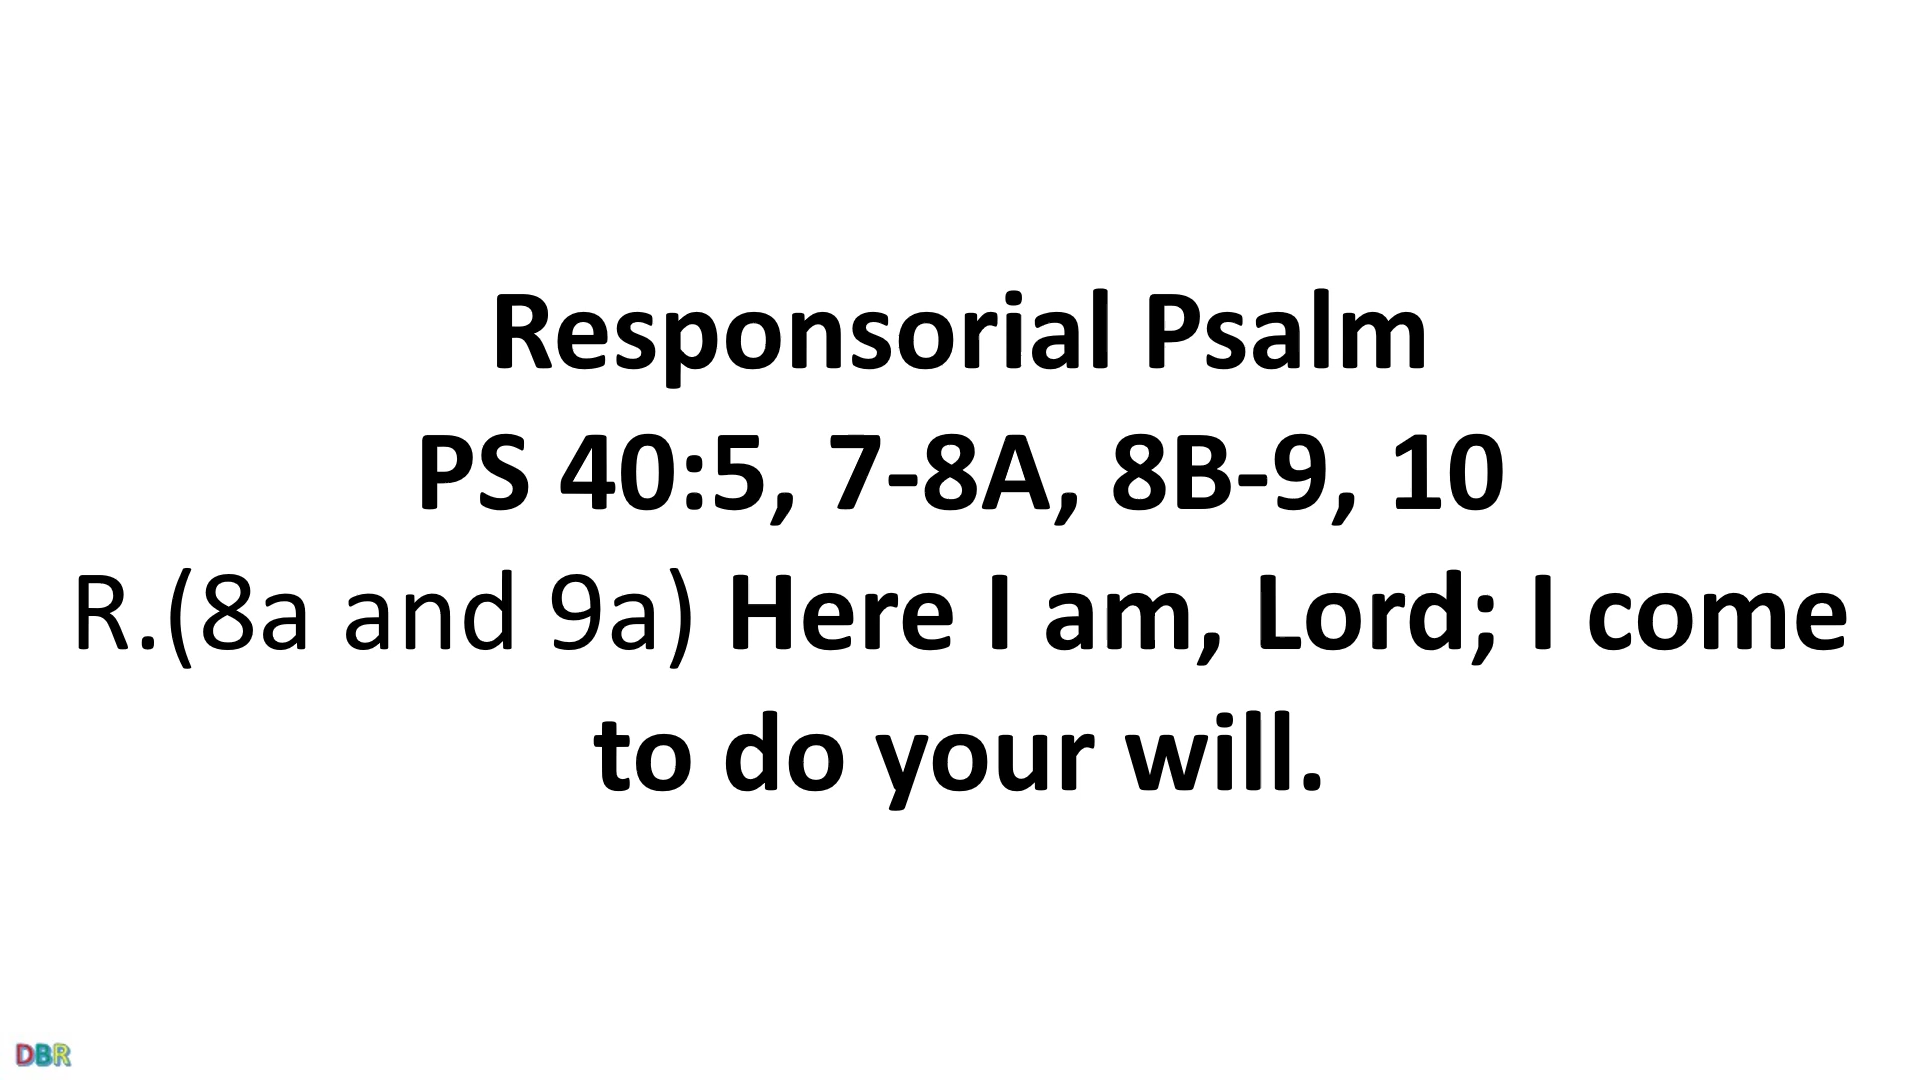 Responsorial Psalm
PS 40:5, 7-8A, 8B-9, 10
R.(8a and 9a) Here I am, Lord; I come
to do your will.
DBR